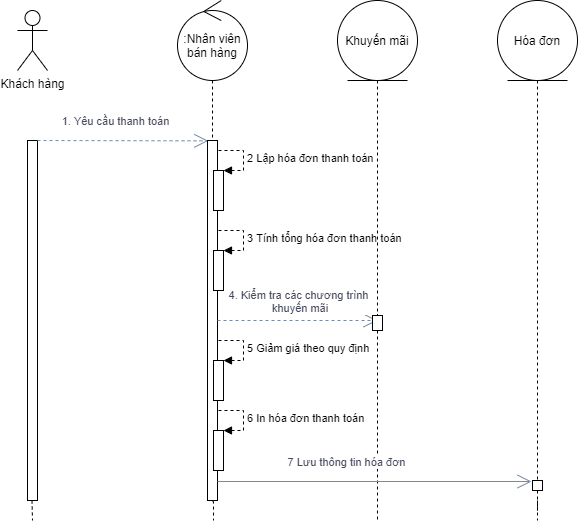 Khách hàng
:Nhân viên
bán hàng
Khuyến mãi
Hóa đơn
1. Yêu cầu thanh toán
2 Lập hóa đơn thanh toán
3 Tính tổng hóa đơn thanh toán
4. Kiểm tra các chương trình
khuyến mãi
5 Giảm giá theo quy định
6 In hóa đơn thanh toán
7 Lưu thông tin hóa đơn